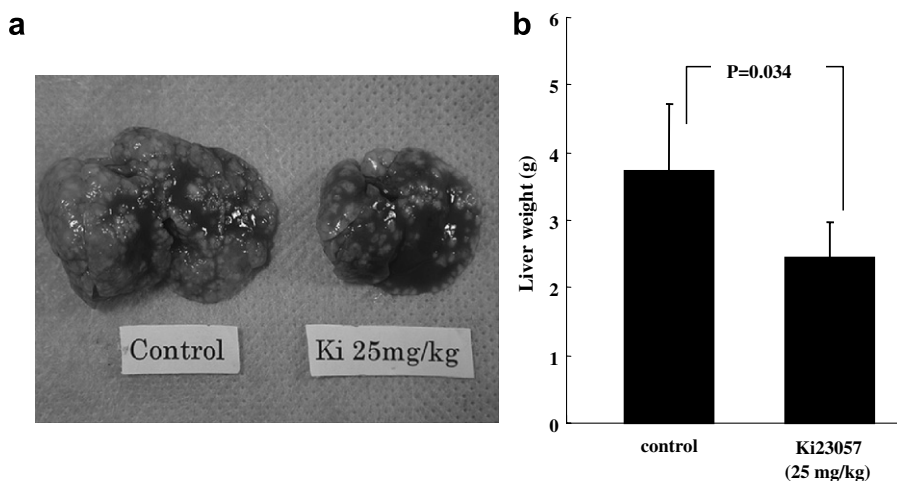 a
Control
Ki 25mg/kg
b
6
5
4
3
2
1
0
Liver weight (g)
P=0.034
control
Ki23057
(25 mg/kg)